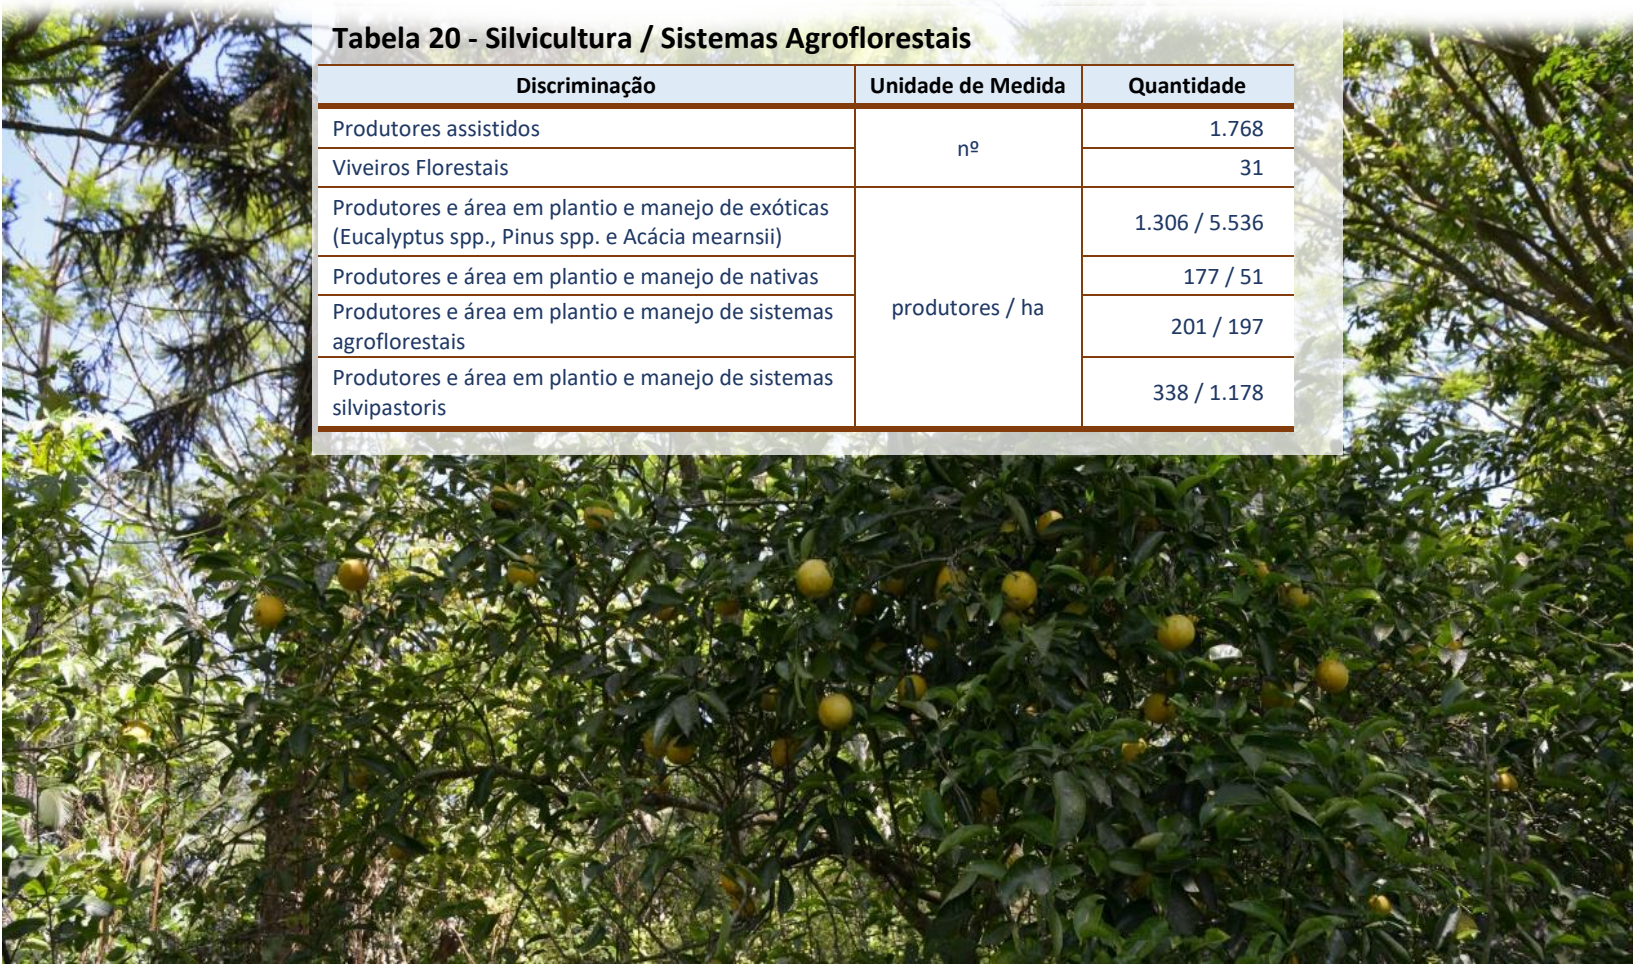 Tabela 20 - Silvicultura / Sistemas Agroflorestais
Discriminação Unidade de Medida Quantidade
Produtores assistidos nº 1.768
Viveiros Florestais 31
Produtores e área em plantio e manejo de exóticas
(Eucalyptus spp., Pinus spp. e Acácia mearnsii) produtores / ha 1.306 / 5.536
Produtores e área em plantio e manejo de nativas 177 / 51
Produtores e área em plantio e manejo de sistemas
agroflorestais 201 / 197
Produtores e área em plantio e manejo de sistemas
silvipastoris 338 / 1.178